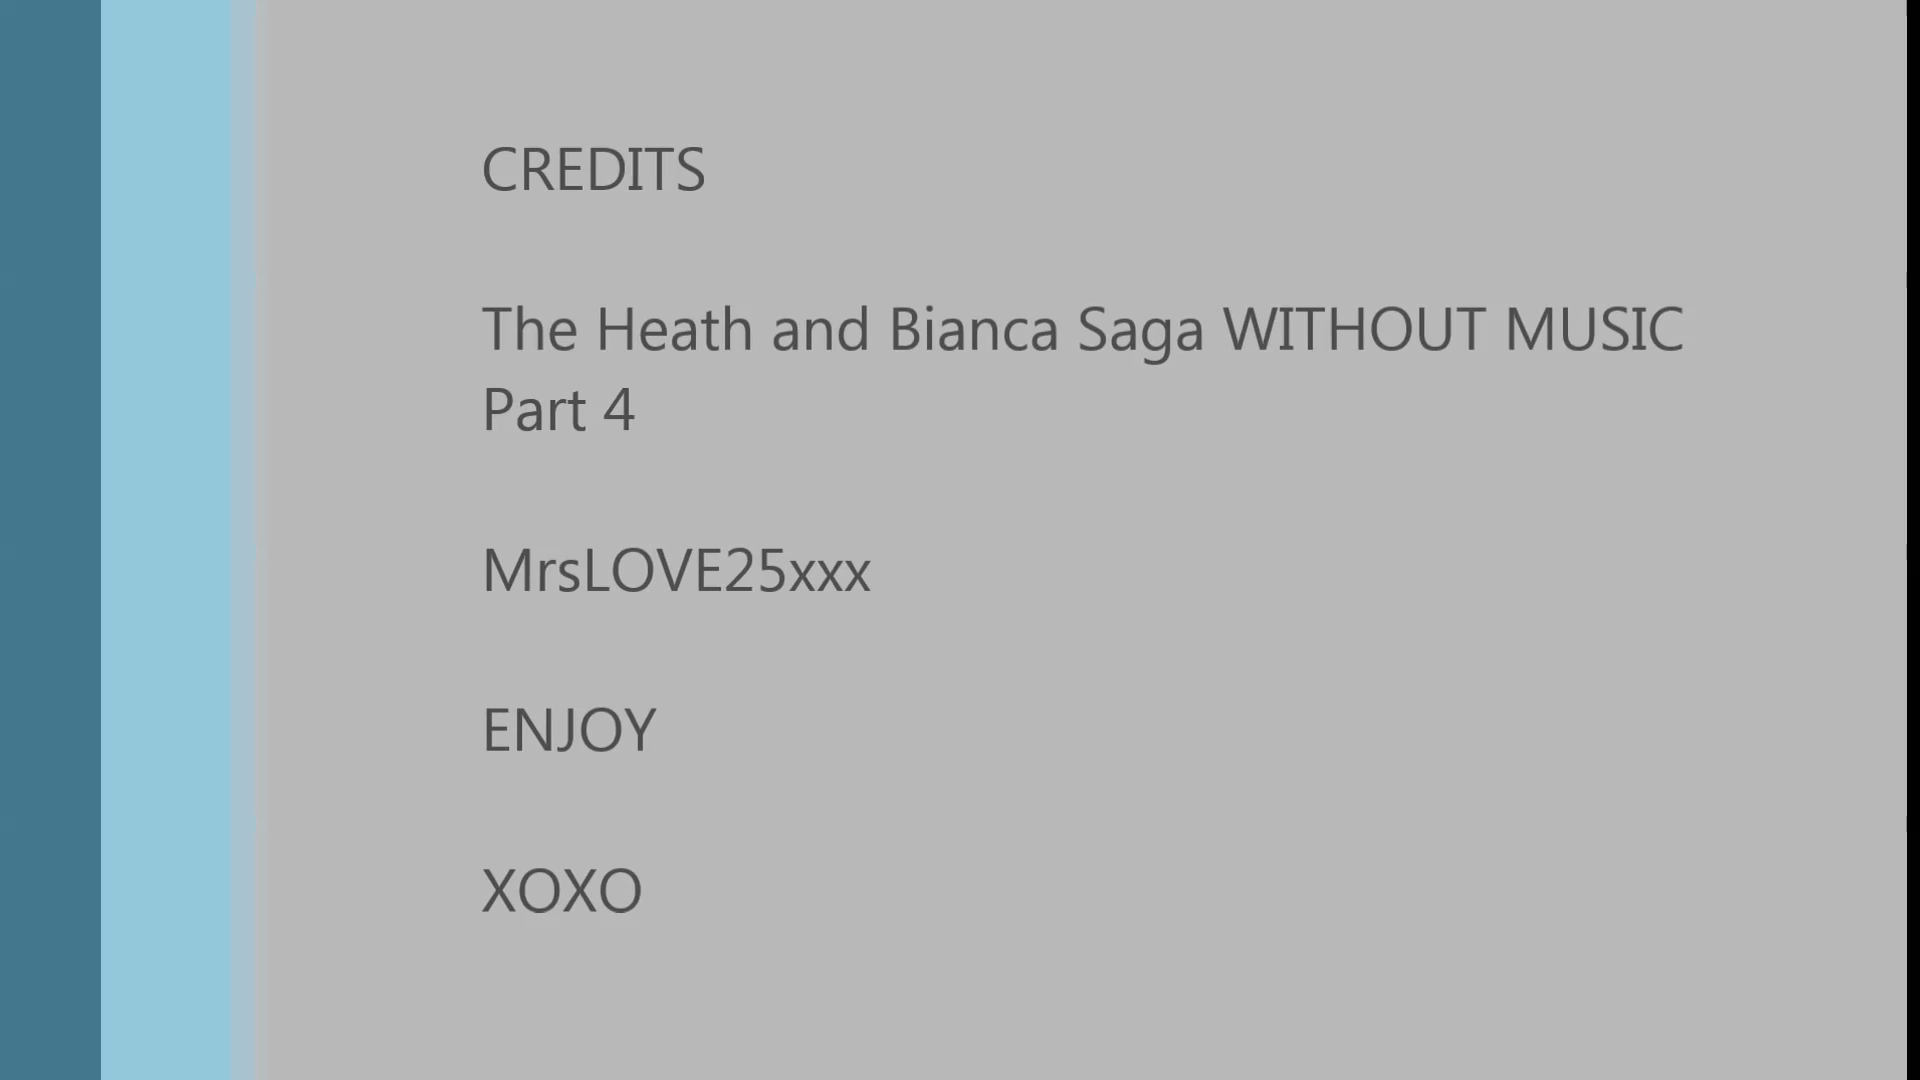 CREDITS
The Heath and Bianca Saga WITHOUT MUSIC
Part 4
MrsLOVE25xxx
ENJOY
XOXO